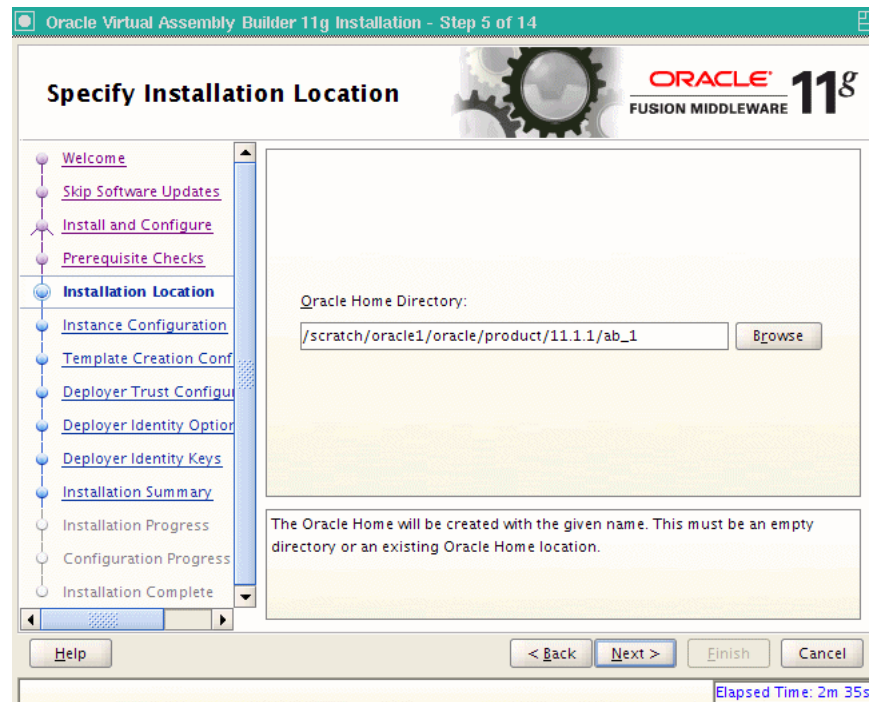 Oracle Virtual Assembly Builder 11g Installation - Step 5 of 14
Specify Installation Location
ORACLE
FUSION MIDDLEWARE
11g
Welcome
Skip Software Updates
Install and Configure
Prerequisite Checks
Installation Location
Instance Configuration
Template Creation Conf
Deployer Trust Configu
Deployer Identity Option
Deployer Identity Keys
Installation Summary
Installation Progress
Configuration Progress
Installation Complete
Oracle Home Directory:
/scratch/oracle1/oracle/product/11.1.1/ab_1
Browse
The Oracle Home will be created with the given name. This must be an empty
directory or an existing Oracle Home location.
Help
< Back
Next >
Finish
Cancel
Elapsed Time: 2m 35s